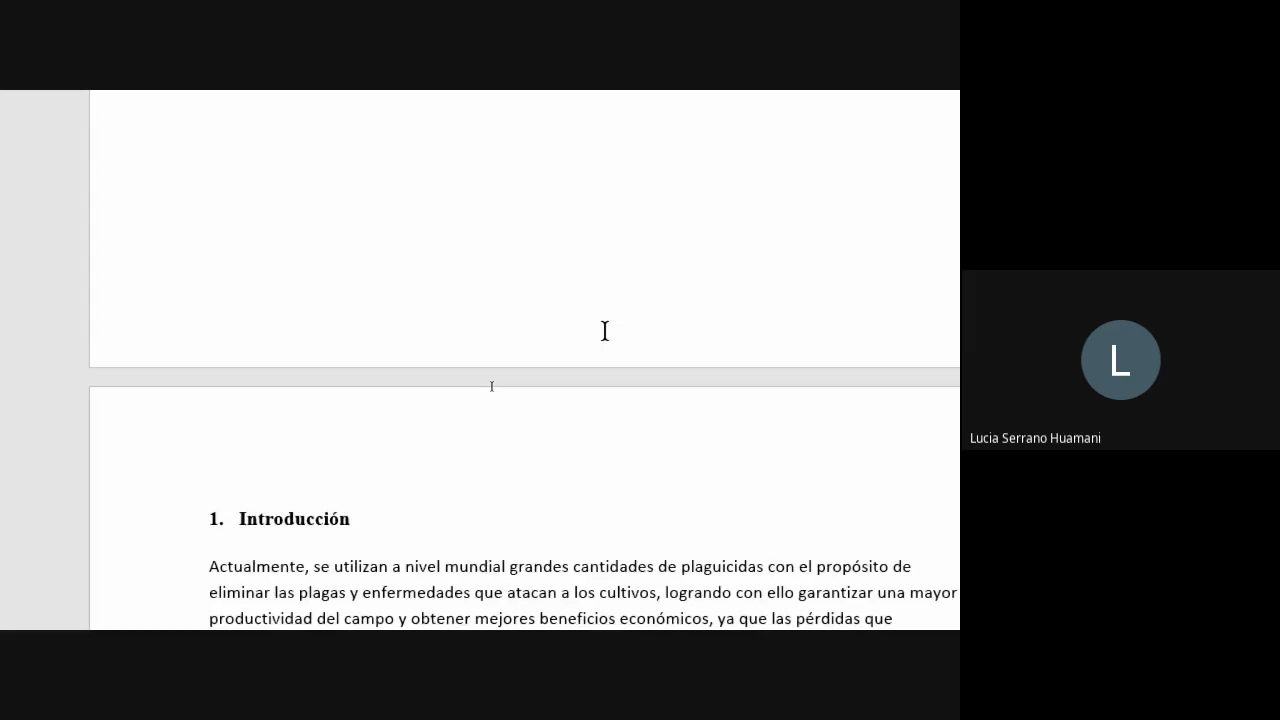 1. Introducción
Actualmente, se utilizan a nivel mundial grandes cantidades de plaguicidas con el propósito de
eliminar las plagas y enfermedades que atacan a los cultivos, logrando con ello garantizar una mayor
productividad del campo y obtener mejores beneficios económicos, ya que las pérdidas que
L
Lucia Serrano Huamani